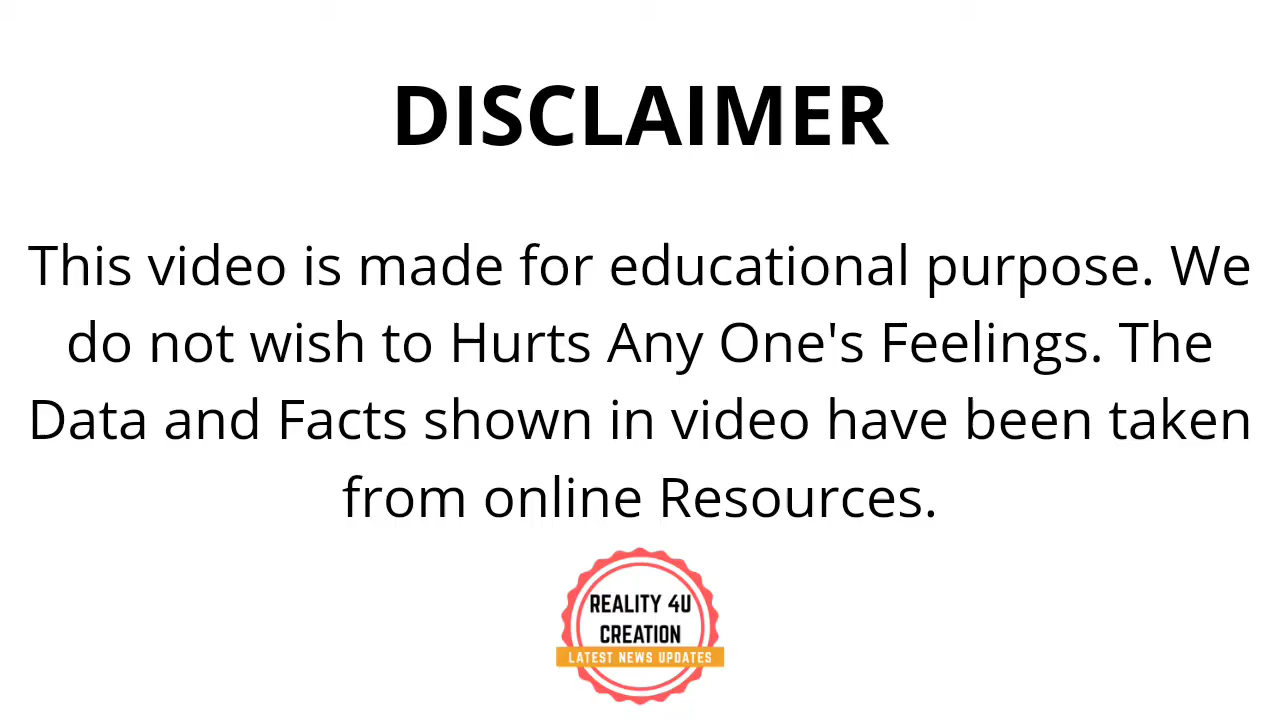 DISCLAIMER
This video is made for educational purpose. We
do not wish to Hurts Any One's Feelings. The
Data and Facts shown in video have been taken
from online Resources.
REALITY 4U
CREATION
LATEST NEWS UPDATES